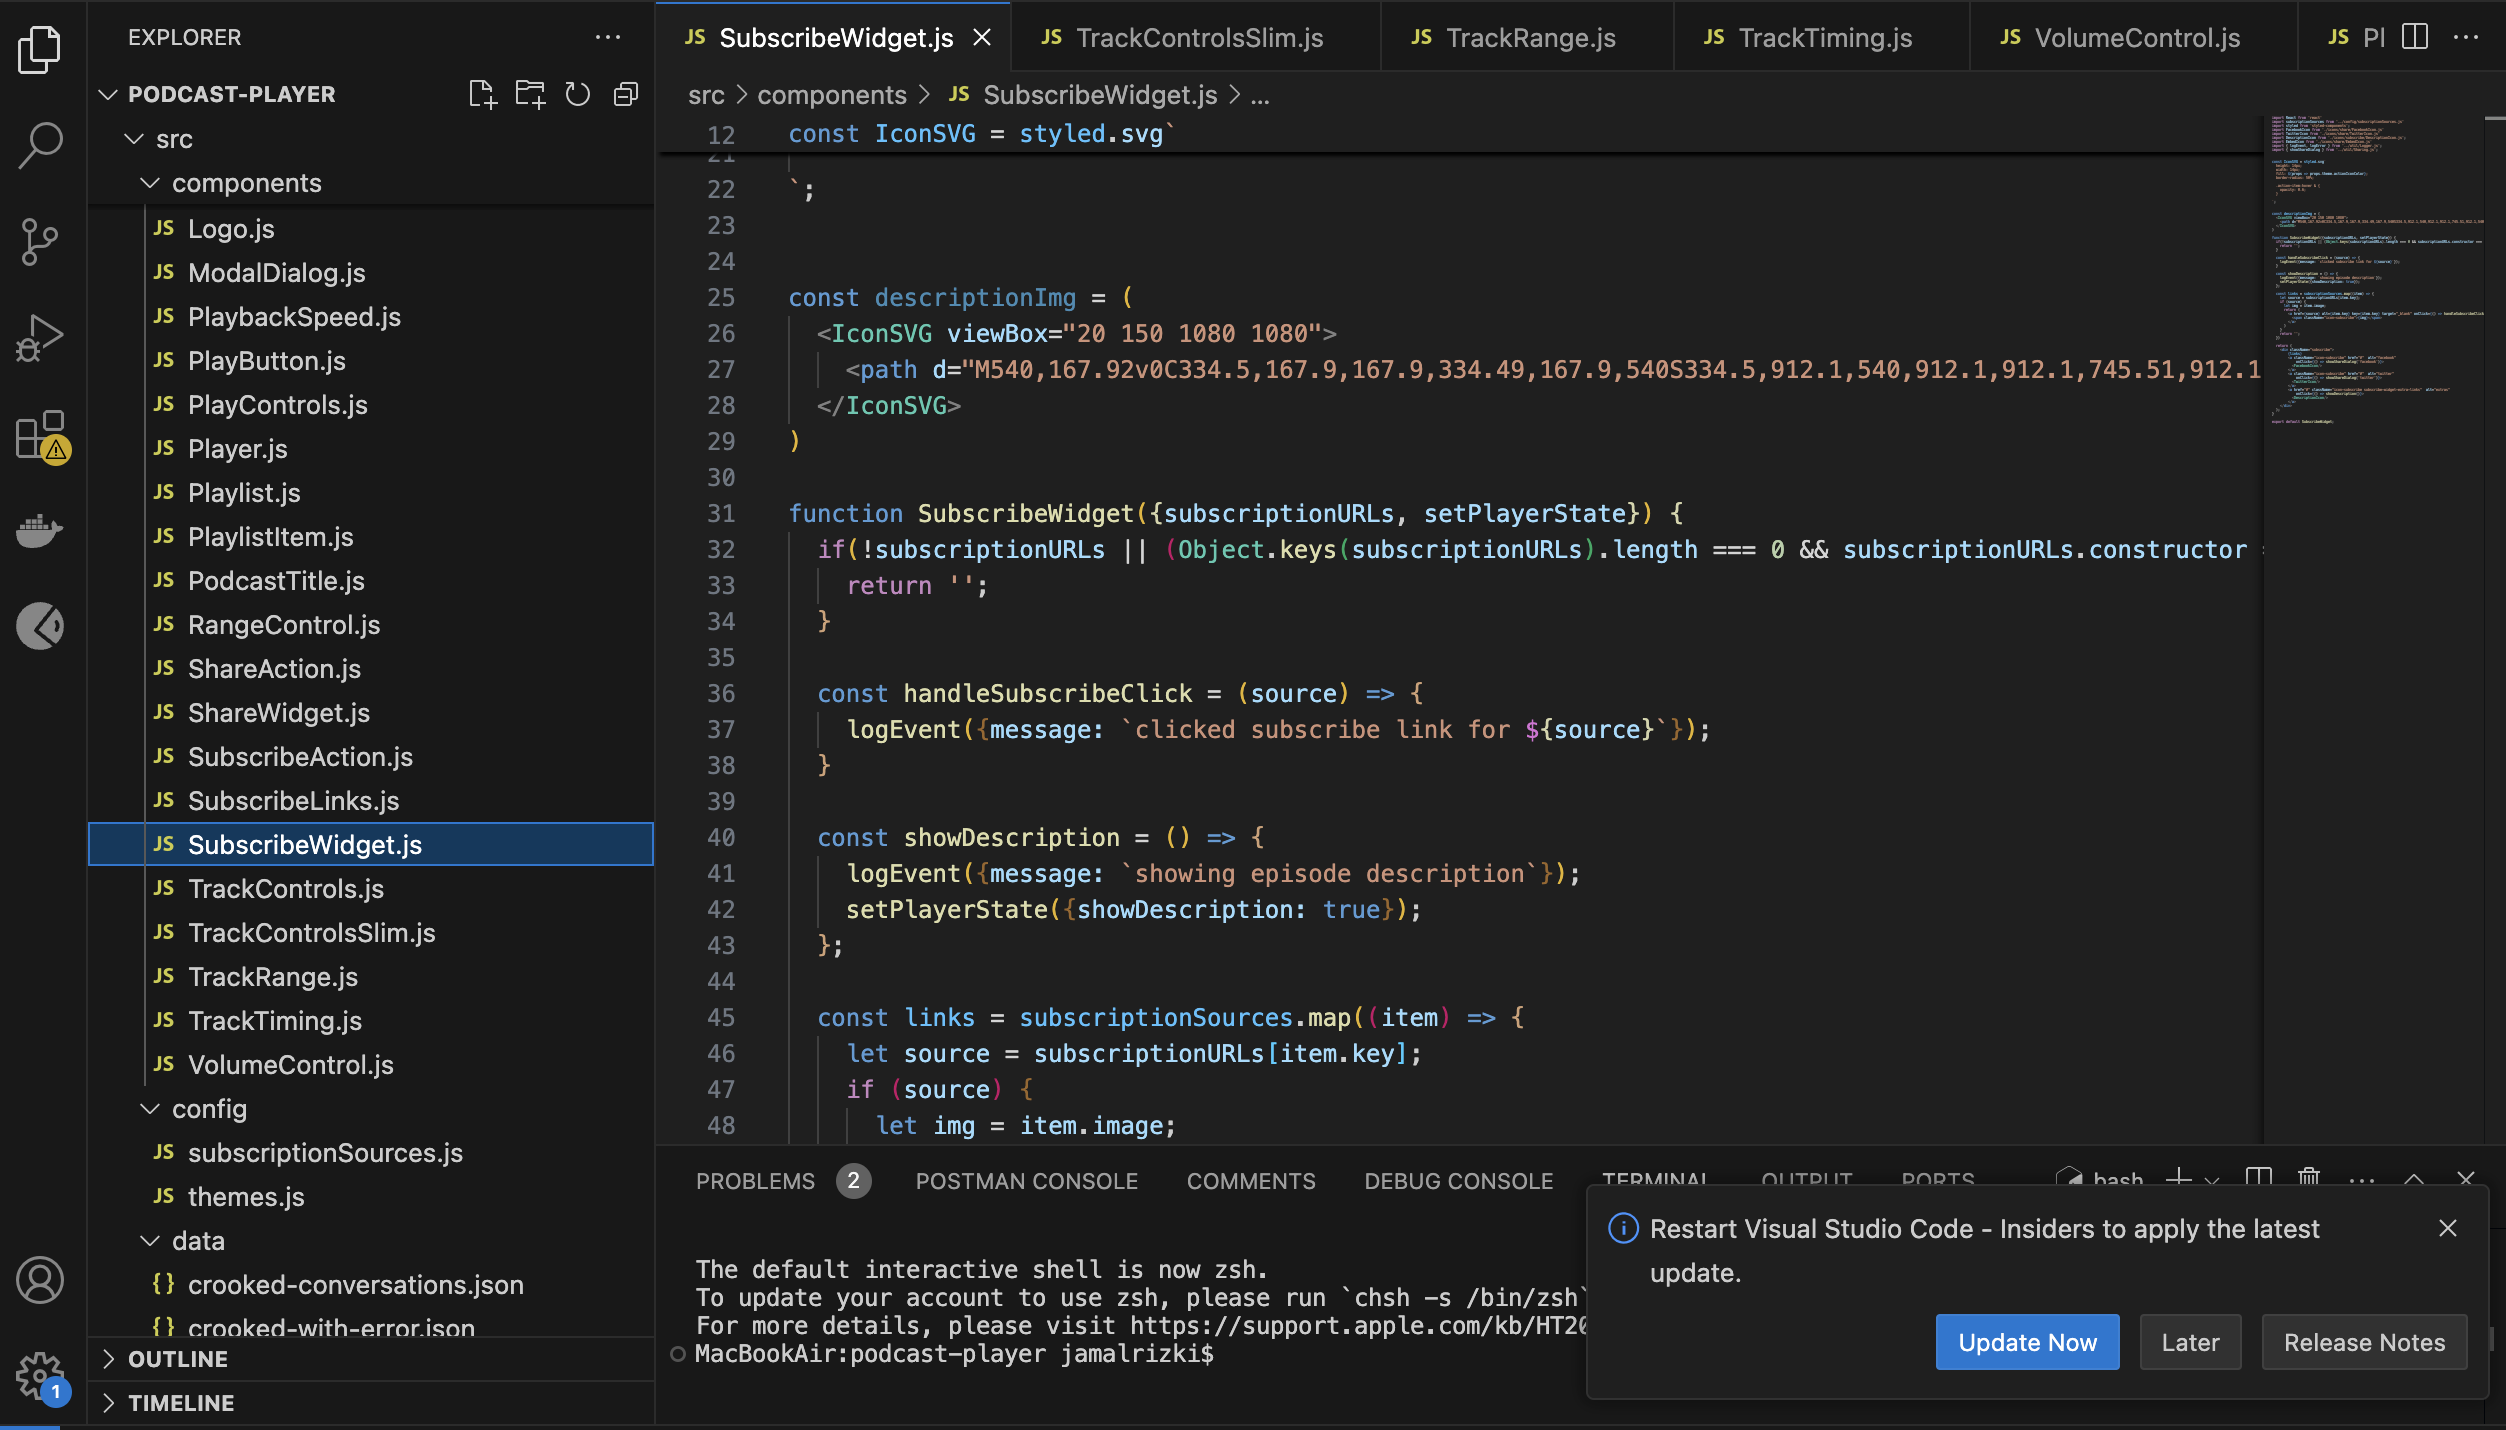 EXPLORER
PODCAST-PLAYER
src
components
JS Logo.js
JS ModalDialog.js
JS PlaybackSpeed.js
JS PlayButton.js
JS PlayControls.js
JS Player.js
JS Playlist.js
JS PlaylistItem.js
JS PodcastTitle.js
JS RangeControl.js
JS ShareAction.js
JS ShareWidget.js
JS SubscribeAction.js
JS SubscribeLinks.js
JS SubscribeWidget.js
JS TrackControls.js
JS TrackControlsSlim.js
JS TrackRange.js
JS TrackTiming.js
JS VolumeControl.js
config
JS subscriptionSources.js
JS themes.js
data
{} crooked-conversations.json
{} crooked-with-error.json
OUTLINE
TIMELINE
1
JS SubscribeWidget.js
JS TrackControlsSlim.js
JS TrackRange.js
JS TrackTiming.js
JS VolumeControl.js
JS Pl
src > components > JS SubscribeWidget.js > ...
12 const IconSVG = styled.svg`
21
22 `;
23
24
25 const descriptionImg = (
26 <IconSVG viewBox="20 150 1080 1080">
27 <path d="M540,167.92v0C334.5,167.9,167.9,334.49,167.9,540S334.5,912.1,540,912.1,912.1,745.51,912.1
28 </IconSVG>
29 )
30
31 function SubscribeWidget({subscriptionURLs, setPlayerState}) {
32 if(!subscriptionURLs || (Object.keys(subscriptionURLs).length === 0 && subscriptionURLs.constructor =
33 return '';
34 }
35
36 const handleSubscribeClick = (source) => {
37 logEvent({message: `clicked subscribe link for ${source}`});
38 }
39
40 const showDescription = () => {
41 logEvent({message: `showing episode description`});
42 setPlayerState({showDescription: true});
43 };
44
45 const links = subscriptionSources.map((item) => {
46 let source = subscriptionURLs[item.key];
47 if (source) {
48 let img = item.image;
PROBLEMS 2 POSTMAN CONSOLE COMMENTS DEBUG CONSOLE TERMINAL OUTPUT PORTS bash
The default interactive shell is now zsh.
To update your account to use zsh, please run `chsh -s /bin/zsh`
For more details, please visit https://support.apple.com/kb/HT20
MacBookAir:podcast-player jamalrizki$
Restart Visual Studio Code - Insiders to apply the latest
update.
Update Now
Later
Release Notes